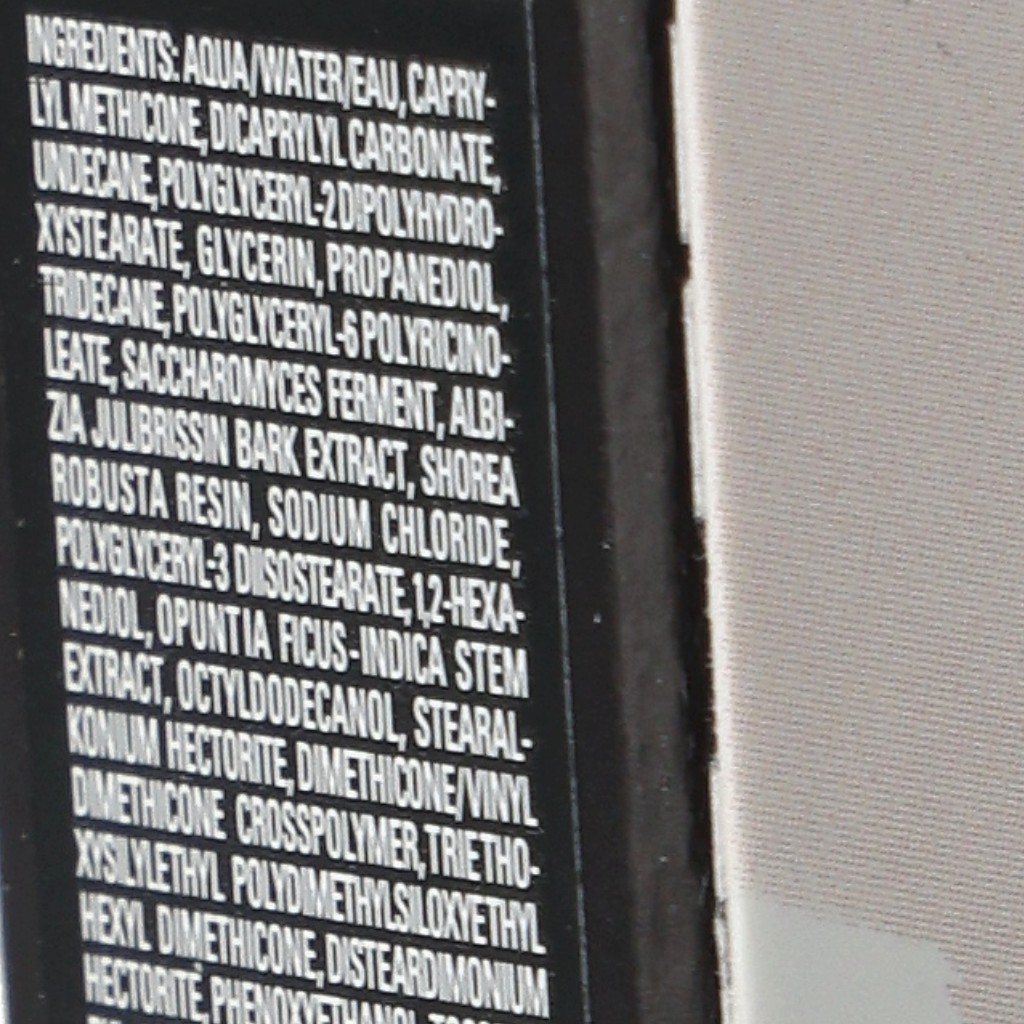 INGREDIENTS: AQUA/WATER/EAU, CAPRY-
LYL METHICONE, DICAPRYLYL CARBONATE,
UNDECANE, POLYGLYCERYL-2 DIPOLYHYDRO-
XYSTEARATE, GLYCERIN, PROPANEDIOL,
TRIDECANE, POLYGLYCERYL-6 POLYRICINO-
LEATE, SACCHAROMYCES FERMENT, ALBI-
ZIA JULIBRISSIN BARK EXTRACT, SHOREA
ROBUSTA RESIN, SODIUM CHLORIDE,
POLYGLYCERYL-3 DIISOSTEARATE, 1,2-HEXA-
NEDIOL, OPUNTIA FICUS-INDICA STEM
EXTRACT, OCTYLDODECANOL, STEARAL-
KONIUM HECTORITE, DIMETHICONE/VINYL
DIMETHICONE CROSSPOLYMER, TRIETHO-
XYSILYLETHYL POLYDIMETHYLSILOXYETHYL
HEXYL DIMETHICONE, DISTEARDIMONIUM
HECTORITE, PHENOXYETHANOL,